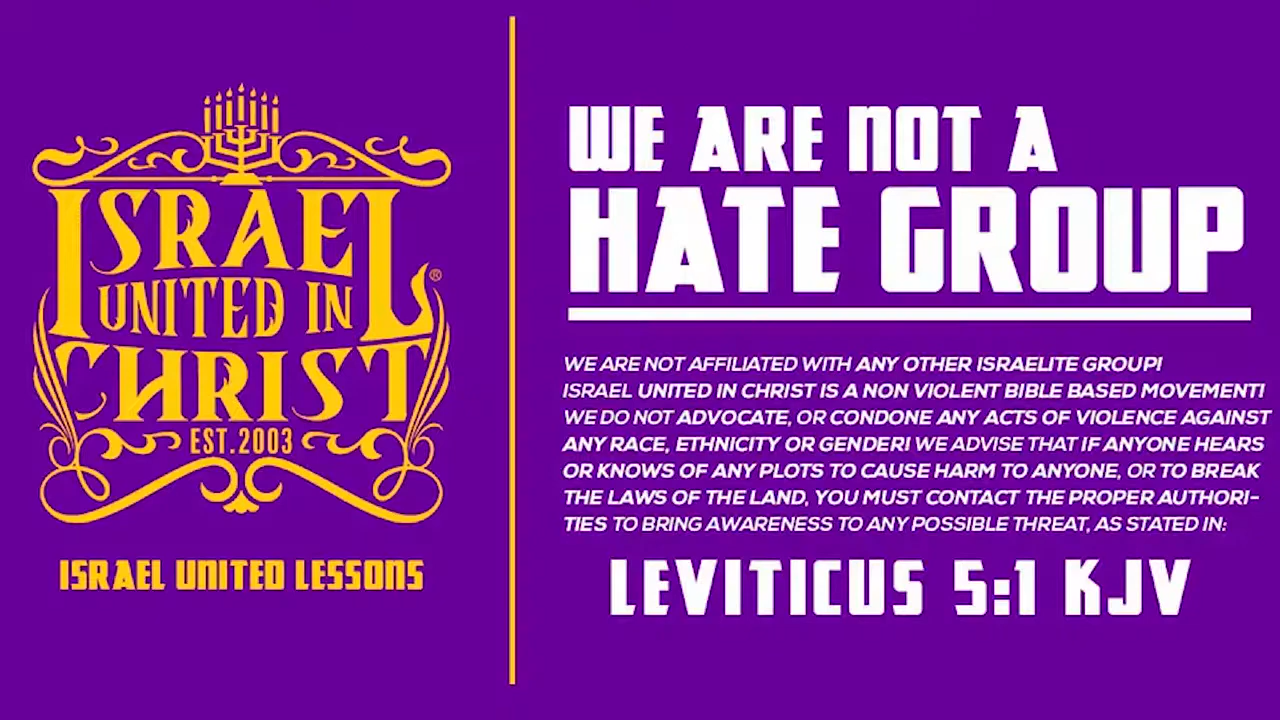 ISRAEL
UNITED IN
CHRIST
EST.2003
®
ISRAEL UNITED LESSONS
WE ARE NOT A
HATE GROUP
WE ARE NOT AFFILIATED WITH ANY OTHER ISRAELITE GROUP!
ISRAEL UNITED IN CHRIST IS A NON VIOLENT BIBLE BASED MOVEMENT!
WE DO NOT ADVOCATE, OR CONDONE ANY ACTS OF VIOLENCE AGAINST
ANY RACE, ETHNICITY OR GENDER! WE ADVISE THAT IF ANYONE HEARS
OR KNOWS OF ANY PLOTS TO CAUSE HARM TO ANYONE, OR TO BREAK
THE LAWS OF THE LAND, YOU MUST CONTACT THE PROPER AUTHORI-
TIES TO BRING AWARENESS TO ANY POSSIBLE THREAT, AS STATED IN:
LEVITICUS 5:1 KJV